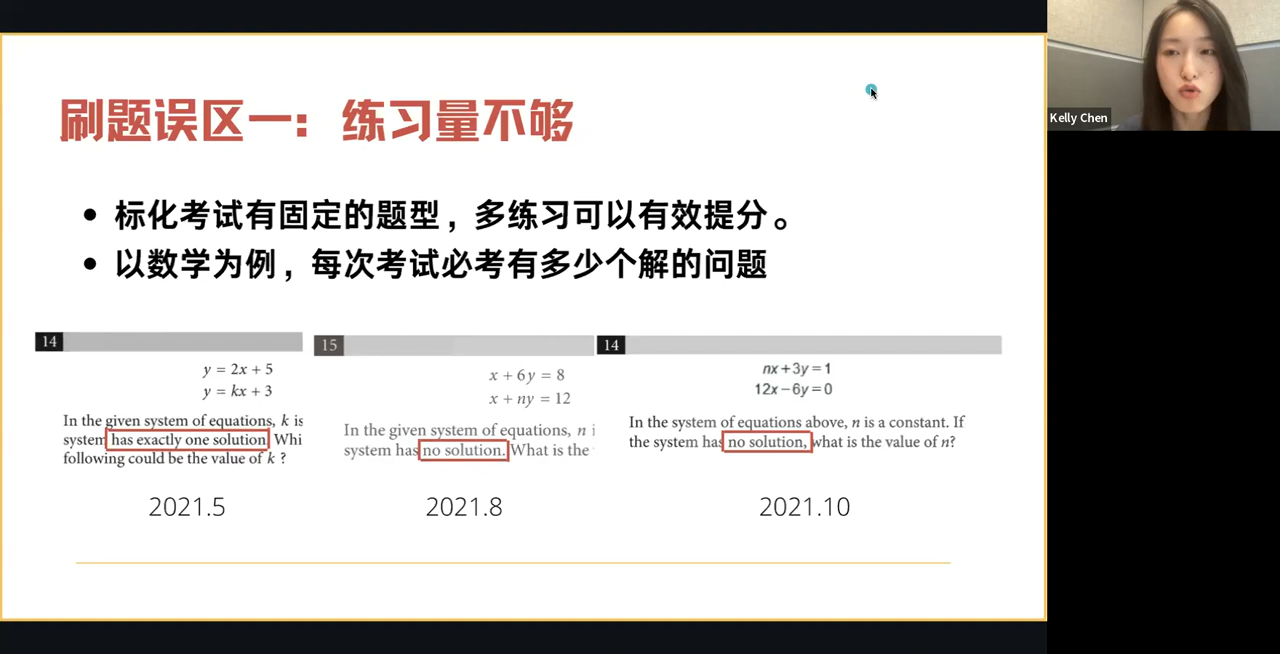 刷题误区一：练习量不够
标化考试有固定的题型，多练习可以有效提分。
以数学为例，每次考试必考有多少个解的问题
14
y = 2x + 5
y = kx + 3
In the given system of equations, k is
system has exactly one solution. Whi
following could be the value of k ?
2021.5
15
x + 6y = 8
x + ny = 12
In the given system of equations, n i
system has no solution. What is the
2021.8
14
nx+3y=1
12x−6y=0
In the system of equations above, n is a constant. If
the system has no solution, what is the value of n?
2021.10
Kelly Chen